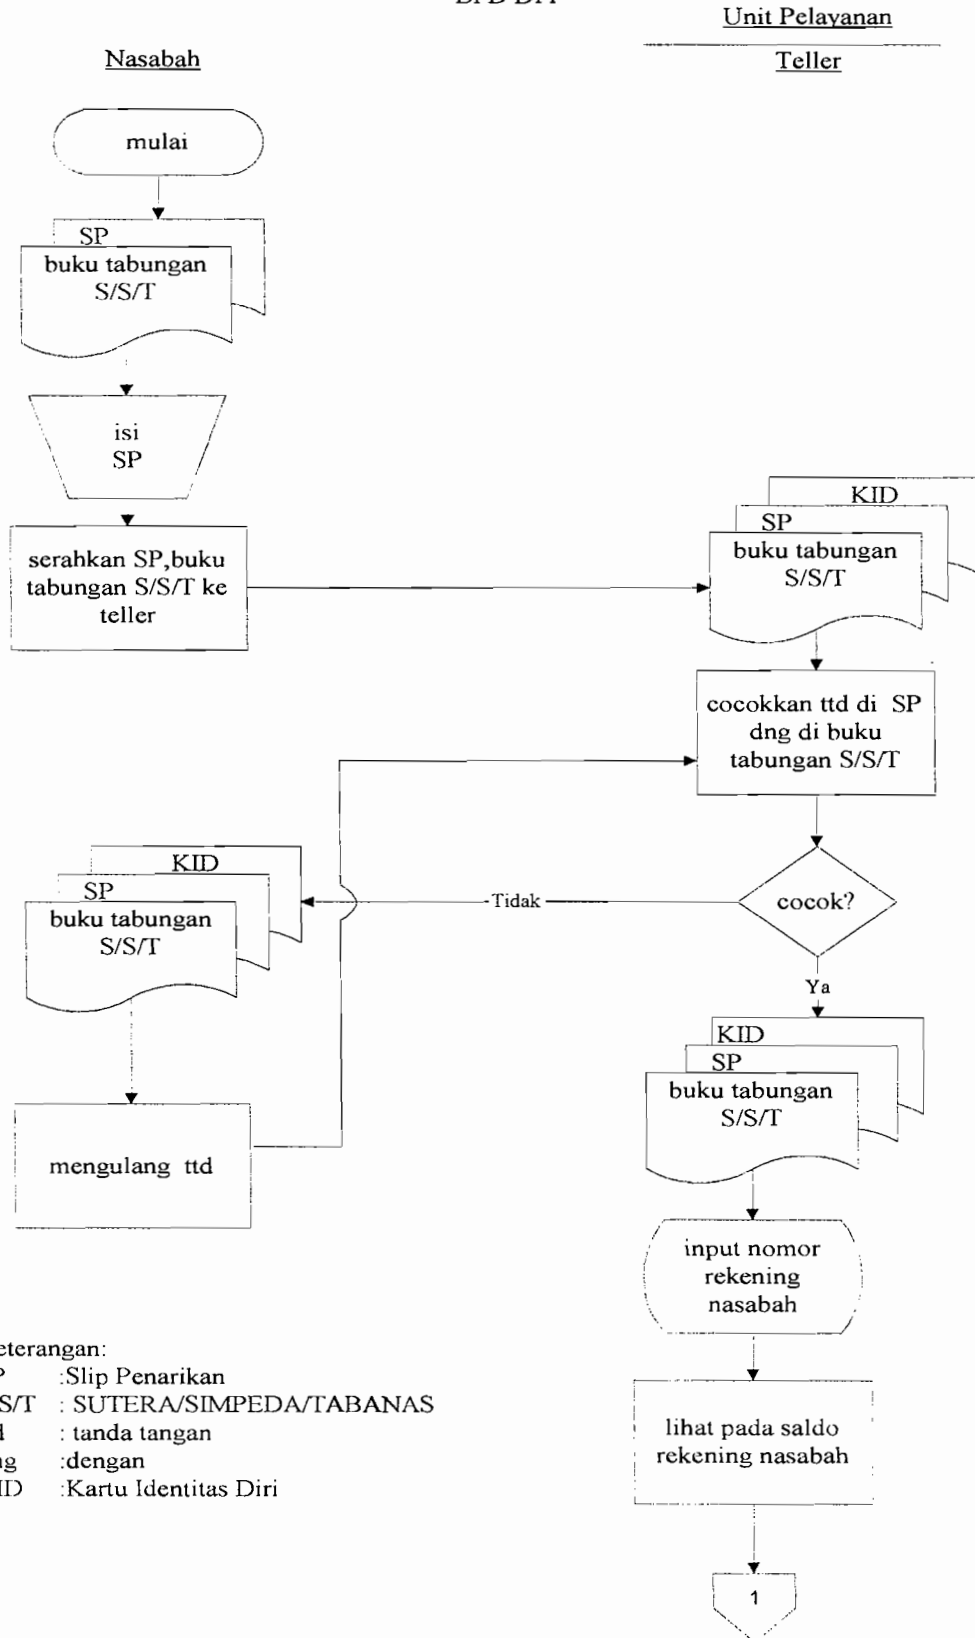 Unit Pelayanan
Nasabah
Teller
mulai
SP
buku tabungan
S/S/T
isi
SP
serahkan SP,buku
tabungan S/S/T ke
teller
KID
SP
buku tabungan
S/S/T
cocokkan ttd di SP
dng di buku
tabungan S/S/T
cocok?
Tidak
Ya
KID
SP
buku tabungan
S/S/T
mengulang ttd
KID
SP
buku tabungan
S/S/T
input nomor
rekening
nasabah
lihat pada saldo
rekening nasabah
1
eterangan:
P :Slip Penarikan
S/T : SUTERA/SIMPEDA/TABANAS
d : tanda tangan
ng :dengan
ID :Kartu Identitas Diri